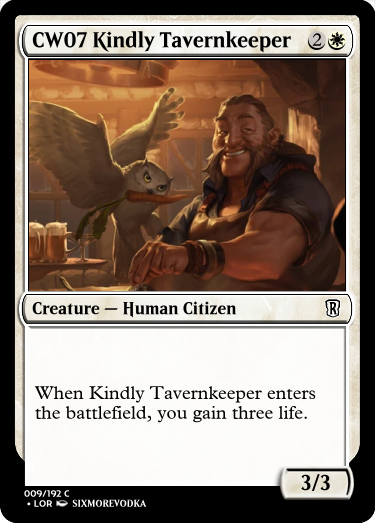 CW07 Kindly Tavernkeeper 2
Creature — Human Citizen R
When Kindly Tavernkeeper enters
the battlefield, you gain three life.
3/3
009/192 C
• LOR SIXMOREVODKA